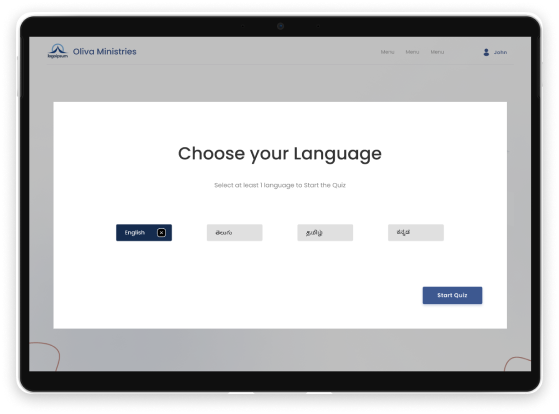 logoipsum
Oliva Ministries
Menu Menu Menu
John
Choose your Language
Select at least 1 language to Start the Quiz
English
తెలుగు
தமிழ்
ಕನ್ನಡ
Start Quiz